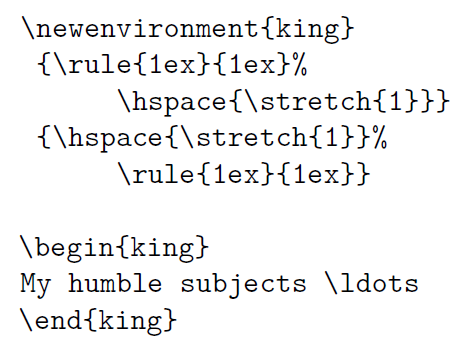 \newenvironment{king}
{\rule{1ex}{1ex}%
\hspace{\stretch{1}}}
{\hspace{\stretch{1}}%
\rule{1ex}{1ex}}
\begin{king}
My humble subjects \ldots
\end{king}